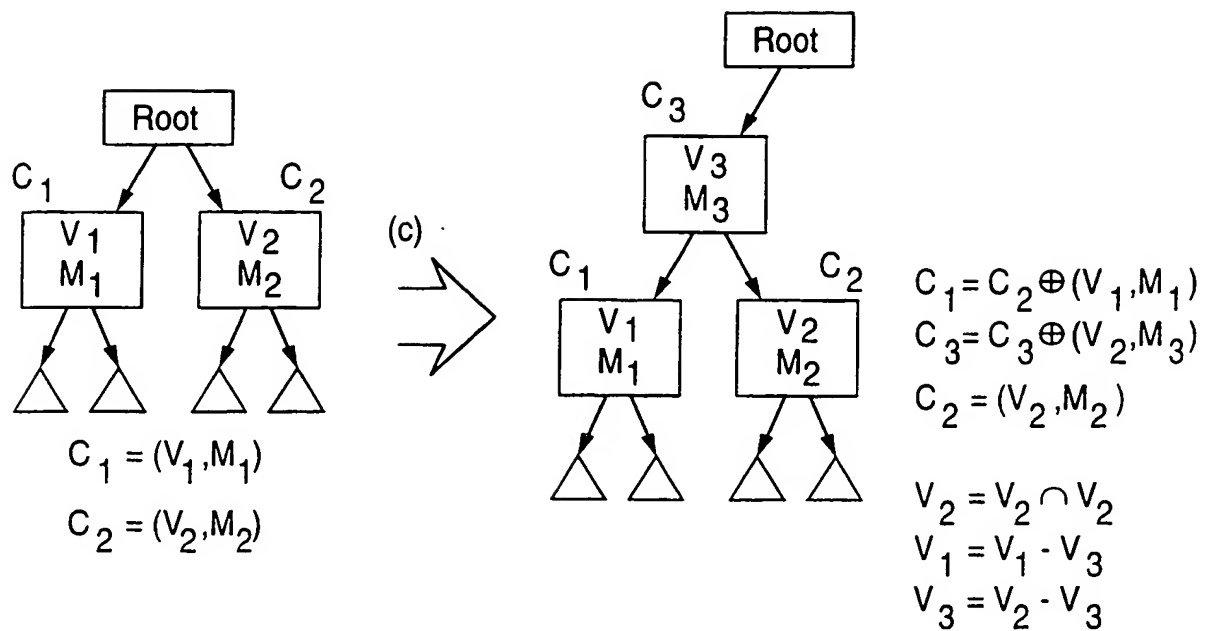 Root
C₁
C₂
V₁
M₁
V₂
M₂
C₁ = (V₁,M₁)
C₂ = (V₂,M₂)
(c)
Root
C₃
V₃
M₃
C₁
C₂
V₁
M₁
V₂
M₂
C₁ = C₂ ⊕ (V₁,M₁)
C₃ = C₃ ⊕ (V₂,M₃)
C₂ = (V₂,M₂)
V₂ = V₂ ∩ V₂
V₁ = V₁ - V₃
V₃ = V₂ - V₃